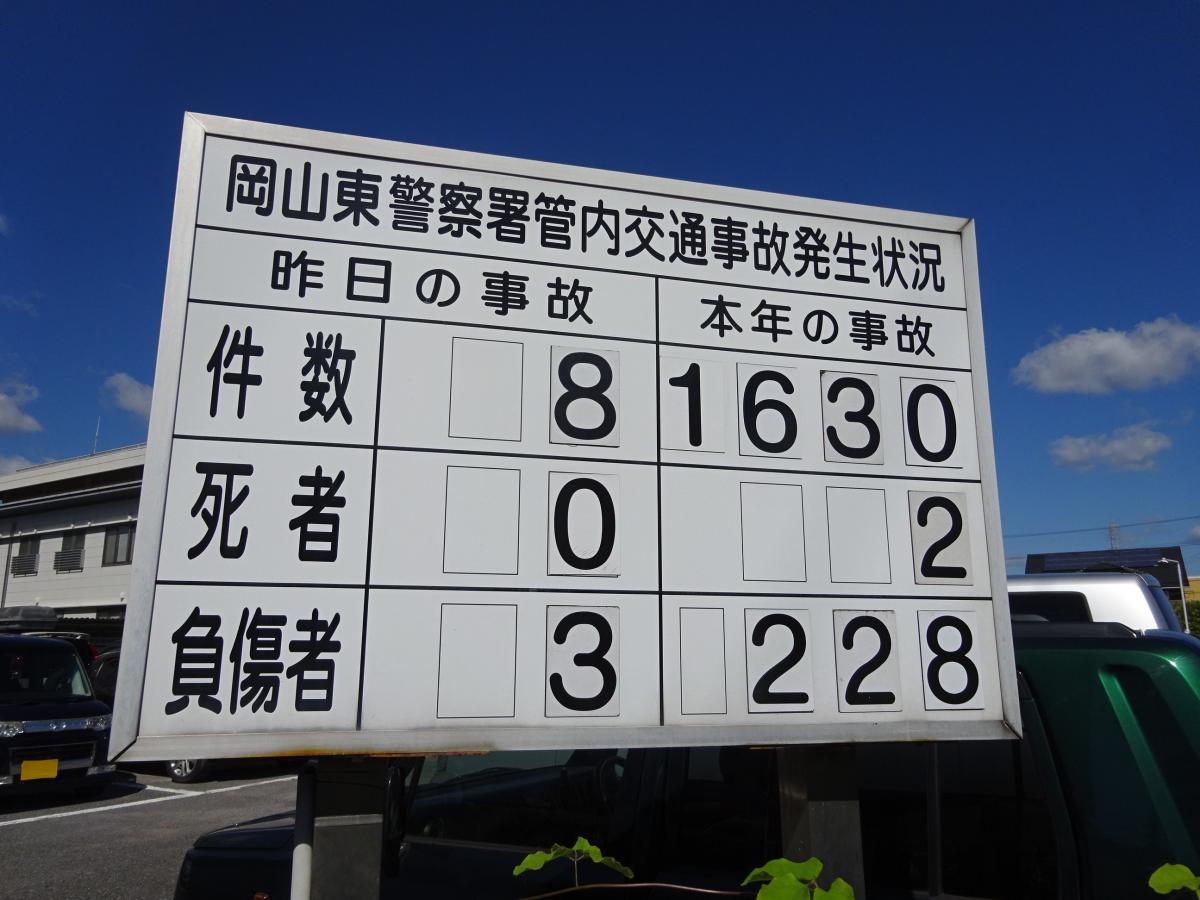 岡山東警察署管内交通事故発生状況
昨日の事故 本年の事故
件数 8 1630
死者 0 2
負傷者 3 228